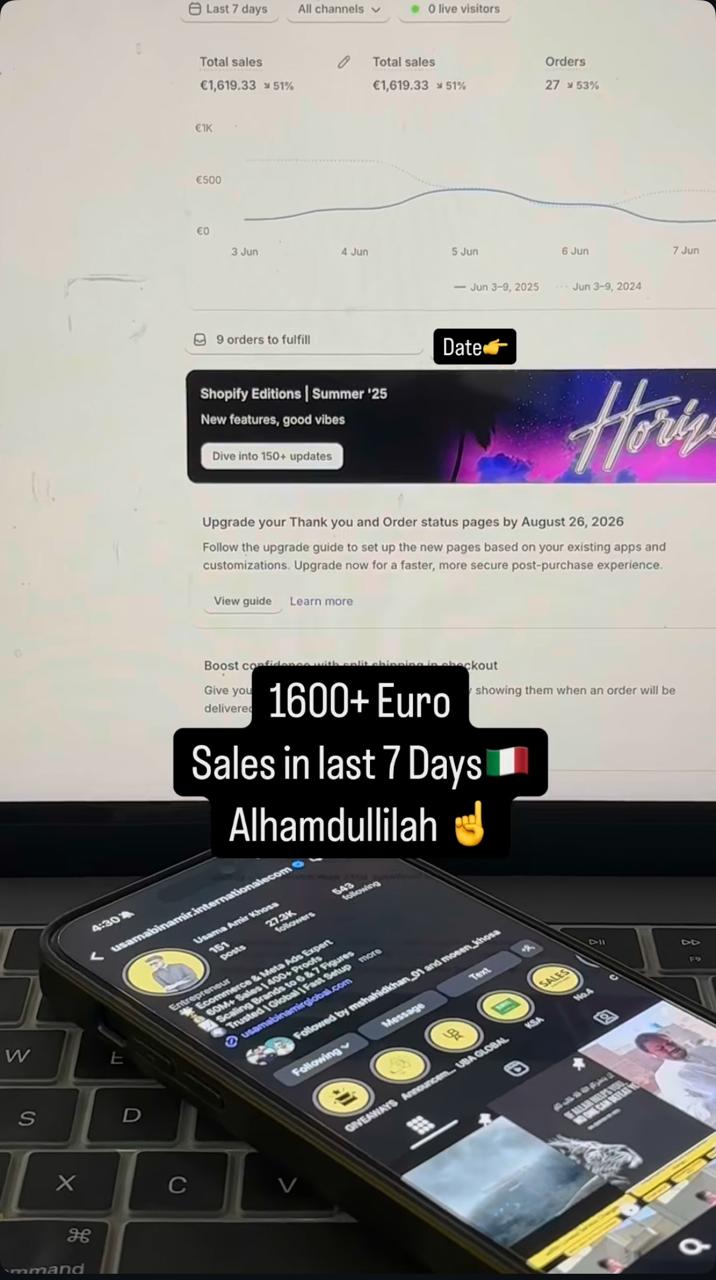 Last 7 days All channels 0 live visitors
Total sales Total sales Orders
€1,619.33 ↘ 51% €1,619.33 ↘ 51% 27 ↘ 53%
€1K
€500
€0
3 Jun 4 Jun 5 Jun 6 Jun 7 Jun
Jun 3–9, 2025 Jun 3–9, 2024
9 orders to fulfill
Date👉
Shopify Editions | Summer '25
New features, good vibes
Dive into 150+ updates
Upgrade your Thank you and Order status pages by August 26, 2026
Follow the upgrade guide to set up the new pages based on your existing apps and
customizations. Upgrade now for a faster, more secure post-purchase experience.
View guide Learn more
Boost confidence with split shipping in checkout
Give you showing them when an order will be
delivered
1600+ Euro
Sales in last 7 Days🇮🇹
Alhamdullilah ☝️
4:30
usamabinamir.internationalecom
Usama Amir Khosa
151 27.3K 543
posts followers following
Entrepreneur
Ecommerce & Meta Ads Expert
60M+ Sales | 400+ Proofs
Scaling Brands to 6 & 7 Figures
Trusted | Global | Fast Setup more
usamabinamirglobal.com
Followed by mshahidkhan_01 and moeen_khosa
Following Message Text
SALES
GIVEAWAYS Announcem... UBA GLOBAL KSA No.4
F9
W E
S D
X C V
⌘
ommand